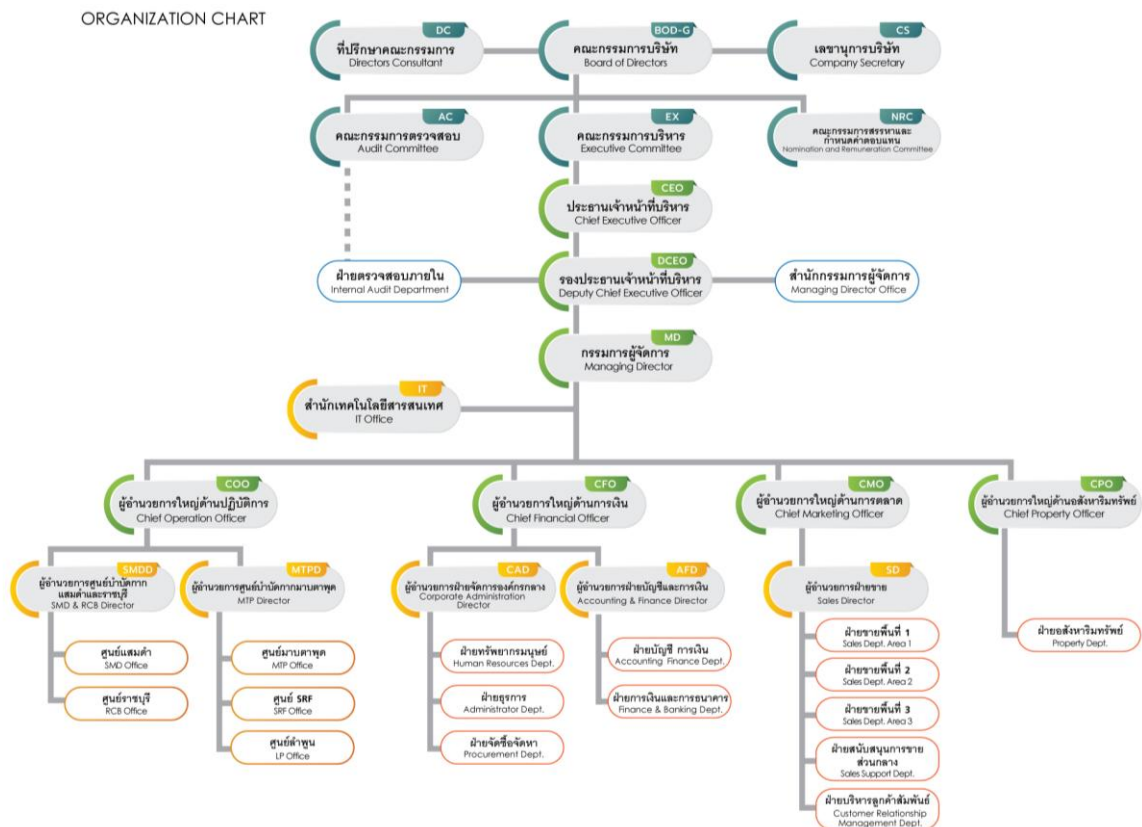 ORGANIZATION CHART
DC
ที่ปรึกษาคณะกรรมการ
Directors Consultant
BOD-G
คณะกรรมการบริษัท
Board of Directors
CS
เลขานุการบริษัท
Company Secretary
AC
คณะกรรมการตรวจสอบ
Audit Committee
EX
คณะกรรมการบริหาร
Executive Committee
NRC
คณะกรรมการสรรหาและ
กำหนดค่าตอบแทน
Nomination and Remuneration Committee
CEO
ประธานเจ้าหน้าที่บริหาร
Chief Executive Officer
ฝ่ายตรวจสอบภายใน
Internal Audit Department
DCEO
รองประธานเจ้าหน้าที่บริหาร
Deputy Chief Executive Officer
สำนักกรรมการผู้จัดการ
Managing Director Office
MD
กรรมการผู้จัดการ
Managing Director
IT
สำนักเทคโนโลยีสารสนเทศ
IT Office
COO
ผู้อำนวยการใหญ่ด้านปฏิบัติการ
Chief Operation Officer
CFO
ผู้อำนวยการใหญ่ด้านการเงิน
Chief Financial Officer
CMO
ผู้อำนวยการใหญ่ด้านการตลาด
Chief Marketing Officer
CPO
ผู้อำนวยการใหญ่ด้านอสังหาริมทรัพย์
Chief Property Officer
SMDD
ผู้อำนวยการศูนย์บำบัดกาก
แสมดำและราชบุรี
SMD & RCB Director
MTPD
ผู้อำนวยการศูนย์บำบัดกากมาบตาพุด
MTP Director
CAD
ผู้อำนวยการฝ่ายจัดการองค์กรกลาง
Corporate Administration
Director
AFD
ผู้อำนวยการฝ่ายบัญชีและการเงิน
Accounting & Finance Director
SD
ผู้อำนวยการฝ่ายขาย
Sales Director
ศูนย์แสมดำ
SMD Office
ศูนย์ราชบุรี
RCB Office
ศูนย์มาบตาพุด
MTP Office
ศูนย์ SRF
SRF Office
ศูนย์ลำพูน
LP Office
ฝ่ายทรัพยากรมนุษย์
Human Resources Dept.
ฝ่ายธุรการ
Administrator Dept.
ฝ่ายจัดซื้อจัดหา
Procurement Dept.
ฝ่ายบัญชี การเงิน
Accounting Finance Dept.
ฝ่ายการเงินและการธนาคาร
Finance & Banking Dept.
ฝ่ายขายพื้นที่ 1
Sales Dept. Area 1
ฝ่ายขายพื้นที่ 2
Sales Dept. Area 2
ฝ่ายขายพื้นที่ 3
Sales Dept. Area 3
ฝ่ายสนับสนุนการขาย
ส่วนกลาง
Sales Support Dept.
ฝ่ายบริหารลูกค้าสัมพันธ์
Customer Relationship
Management Dept.
ฝ่ายอสังหาริมทรัพย์
Property Dept.